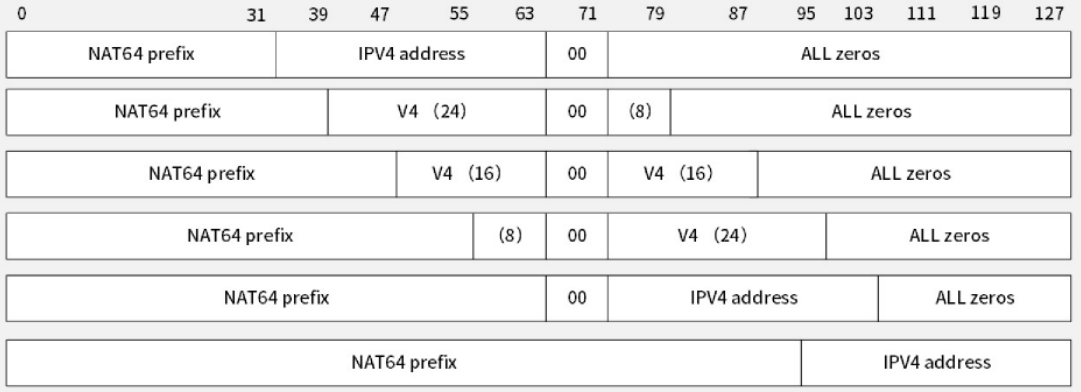 0 31 39 47 55 63 71 79 87 95 103 111 119 127
NAT64 prefix IPV4 address 00 ALL zeros
NAT64 prefix V4 （24） 00 （8） ALL zeros
NAT64 prefix V4 （16） 00 V4 （16） ALL zeros
NAT64 prefix （8） 00 V4 （24） ALL zeros
NAT64 prefix 00 IPV4 address ALL zeros
NAT64 prefix IPV4 address